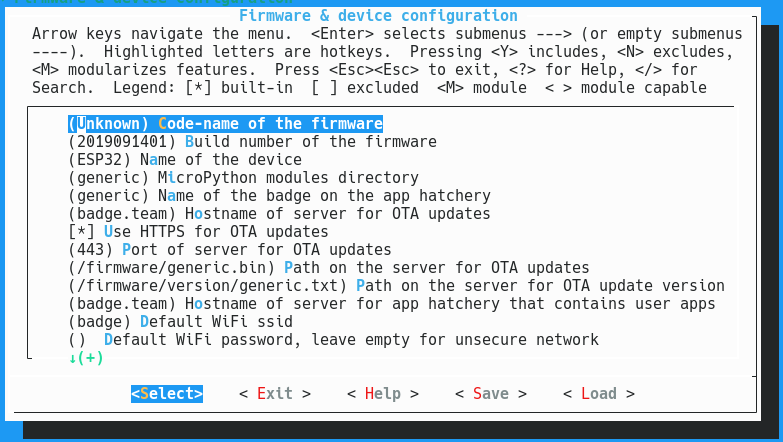 Firmware & device configuration
Arrow keys navigate the menu.  <Enter> selects submenus ---> (or empty submenus
----).  Highlighted letters are hotkeys.  Pressing <Y> includes, <N> excludes,
<M> modularizes features.  Press <Esc><Esc> to exit, <?> for Help, </> for
Search.  Legend: [*] built-in  [ ] excluded  <M> module  < > module capable
(Unknown) Code-name of the firmware
(2019091401) Build number of the firmware
(ESP32) Name of the device
(generic) MicroPython modules directory
(generic) Name of the badge on the app hatchery
(badge.team) Hostname of server for OTA updates
[*] Use HTTPS for OTA updates
(443) Port of server for OTA updates
(/firmware/generic.bin) Path on the server for OTA updates
(/firmware/version/generic.txt) Path on the server for OTA update version
(badge.team) Hostname of server for app hatchery that contains user apps
(badge) Default WiFi ssid
()  Default WiFi password, leave empty for unsecure network
↓(+)
<Select>    < Exit >    < Help >    < Save >    < Load >